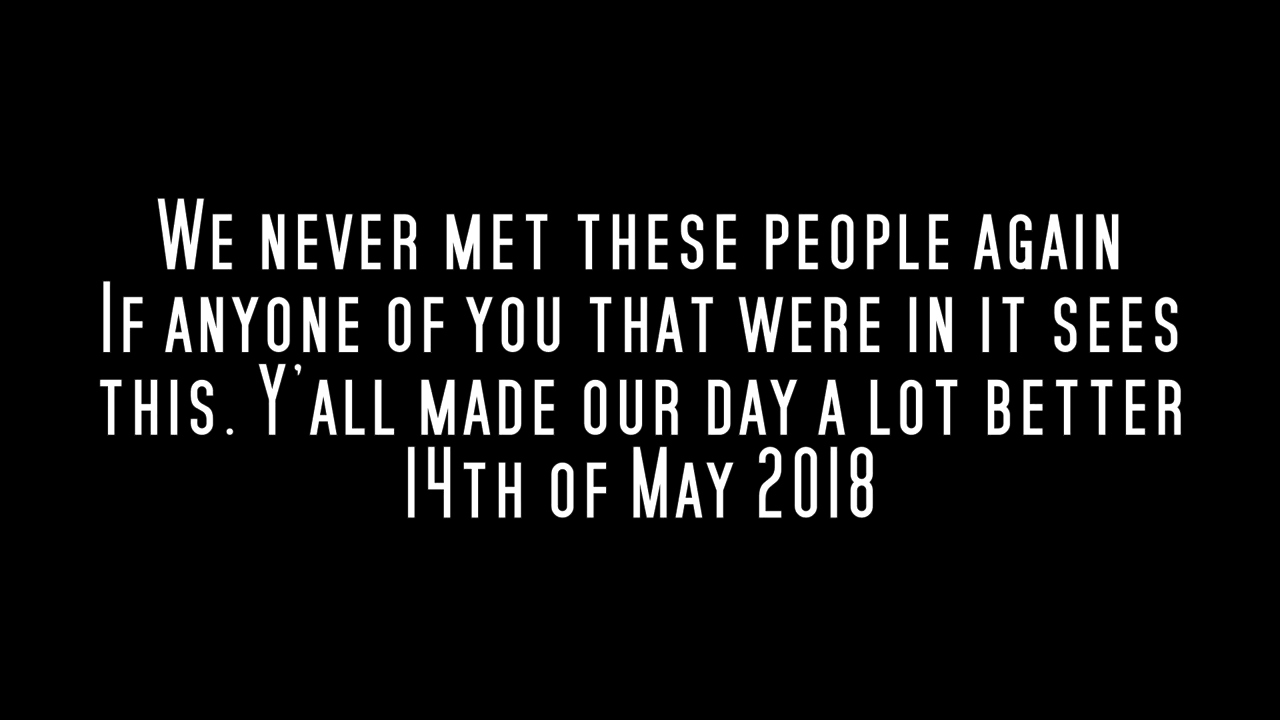 We never met these people again
If anyone of you that were in it sees
this. Y'all made our day a lot better
14th of May 2018